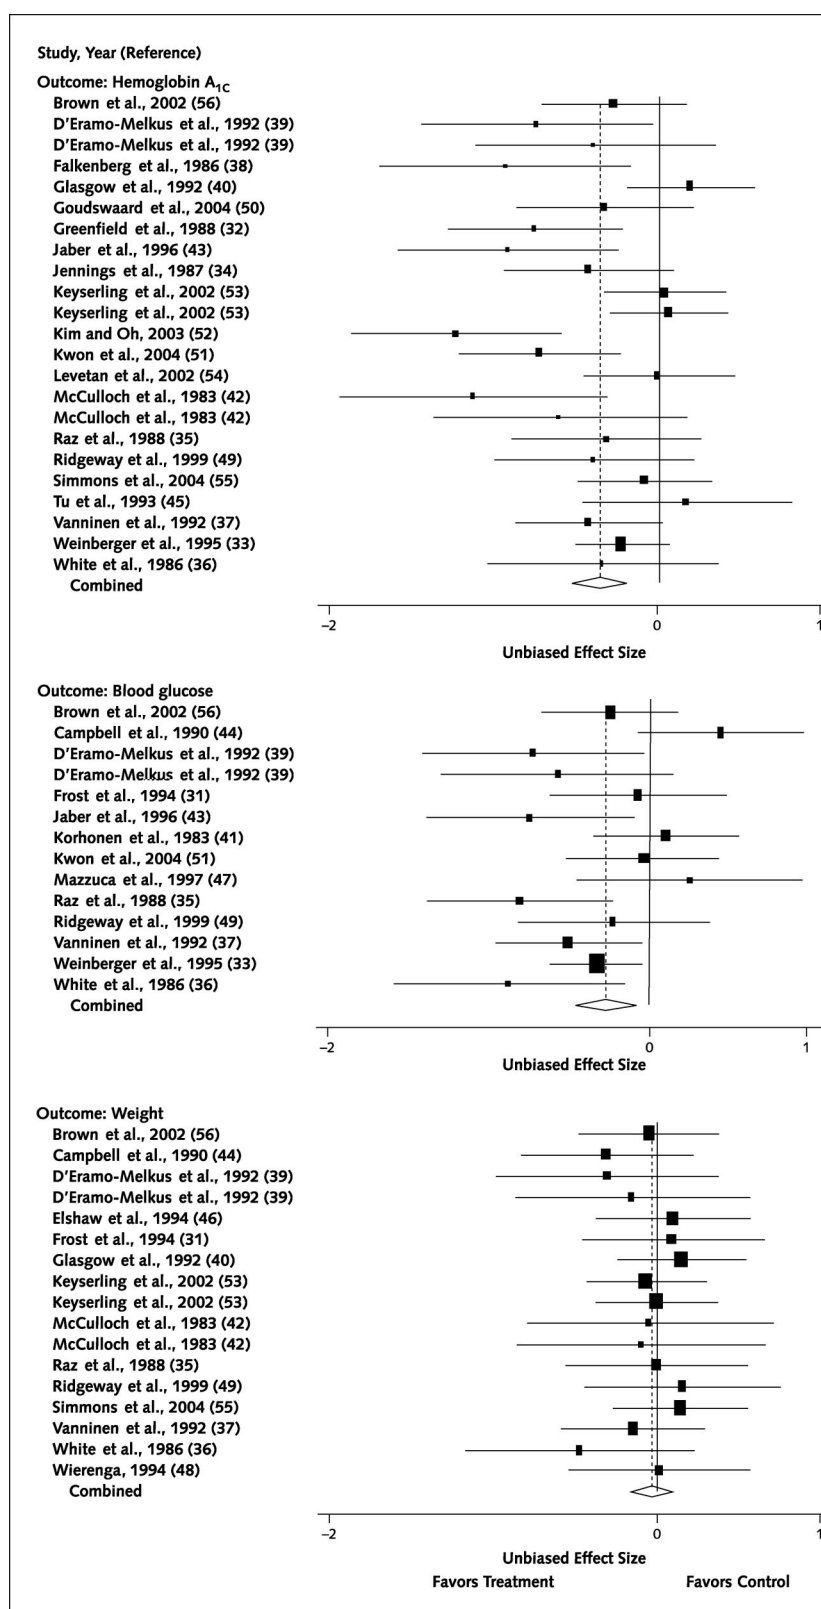 Study, Year (Reference)
Outcome: Hemoglobin A1C
Brown et al., 2002 (56)
D'Eramo-Melkus et al., 1992 (39)
D'Eramo-Melkus et al., 1992 (39)
Falkenberg et al., 1986 (38)
Glasgow et al., 1992 (40)
Goudswaard et al., 2004 (50)
Greenfield et al., 1988 (32)
Jaber et al., 1996 (43)
Jennings et al., 1987 (34)
Keyserling et al., 2002 (53)
Keyserling et al., 2002 (53)
Kim and Oh, 2003 (52)
Kwon et al., 2004 (51)
Levetan et al., 2002 (54)
McCulloch et al., 1983 (42)
McCulloch et al., 1983 (42)
Raz et al., 1988 (35)
Ridgeway et al., 1999 (49)
Simmons et al., 2004 (55)
Tu et al., 1993 (45)
Vanninen et al., 1992 (37)
Weinberger et al., 1995 (33)
White et al., 1986 (36)
Combined
−2 0 1
Unbiased Effect Size
Outcome: Blood glucose
Brown et al., 2002 (56)
Campbell et al., 1990 (44)
D'Eramo-Melkus et al., 1992 (39)
D'Eramo-Melkus et al., 1992 (39)
Frost et al., 1994 (31)
Jaber et al., 1996 (43)
Korhonen et al., 1983 (41)
Kwon et al., 2004 (51)
Mazzuca et al., 1997 (47)
Raz et al., 1988 (35)
Ridgeway et al., 1999 (49)
Vanninen et al., 1992 (37)
Weinberger et al., 1995 (33)
White et al., 1986 (36)
Combined
−2 0 1
Unbiased Effect Size
Outcome: Weight
Brown et al., 2002 (56)
Campbell et al., 1990 (44)
D'Eramo-Melkus et al., 1992 (39)
D'Eramo-Melkus et al., 1992 (39)
Elshaw et al., 1994 (46)
Frost et al., 1994 (31)
Glasgow et al., 1992 (40)
Keyserling et al., 2002 (53)
Keyserling et al., 2002 (53)
McCulloch et al., 1983 (42)
McCulloch et al., 1983 (42)
Raz et al., 1988 (35)
Ridgeway et al., 1999 (49)
Simmons et al., 2004 (55)
Vanninen et al., 1992 (37)
White et al., 1986 (36)
Wierenga, 1994 (48)
Combined
−2 0 1
Unbiased Effect Size
Favors Treatment Favors Control